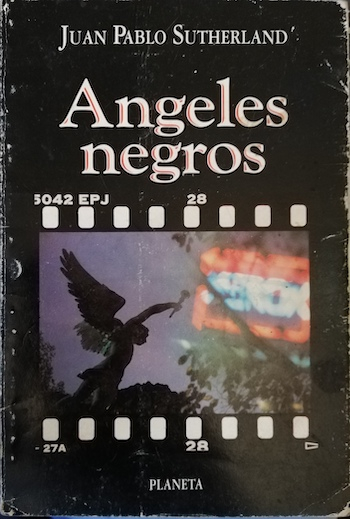 JUAN PABLO SUTHERLAND
Angeles
negros
5042 EPJ 28
27A 28
PLANETA